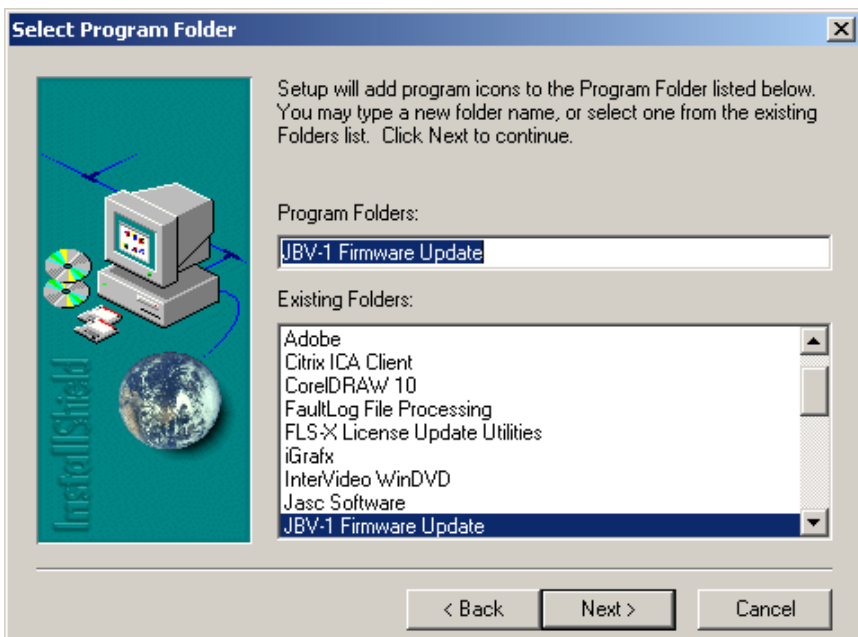 Select Program Folder
Setup will add program icons to the Program Folder listed below.
You may type a new folder name, or select one from the existing
Folders list. Click Next to continue.
Program Folders:
JBV-1 Firmware Update
Existing Folders:
Adobe
Citrix ICA Client
CorelDRAW 10
FaultLog File Processing
FLS-X License Update Utilities
iGrafx
InterVideo WinDVD
Jasc Software
JBV-1 Firmware Update
InstallShield
< Back
Next >
Cancel